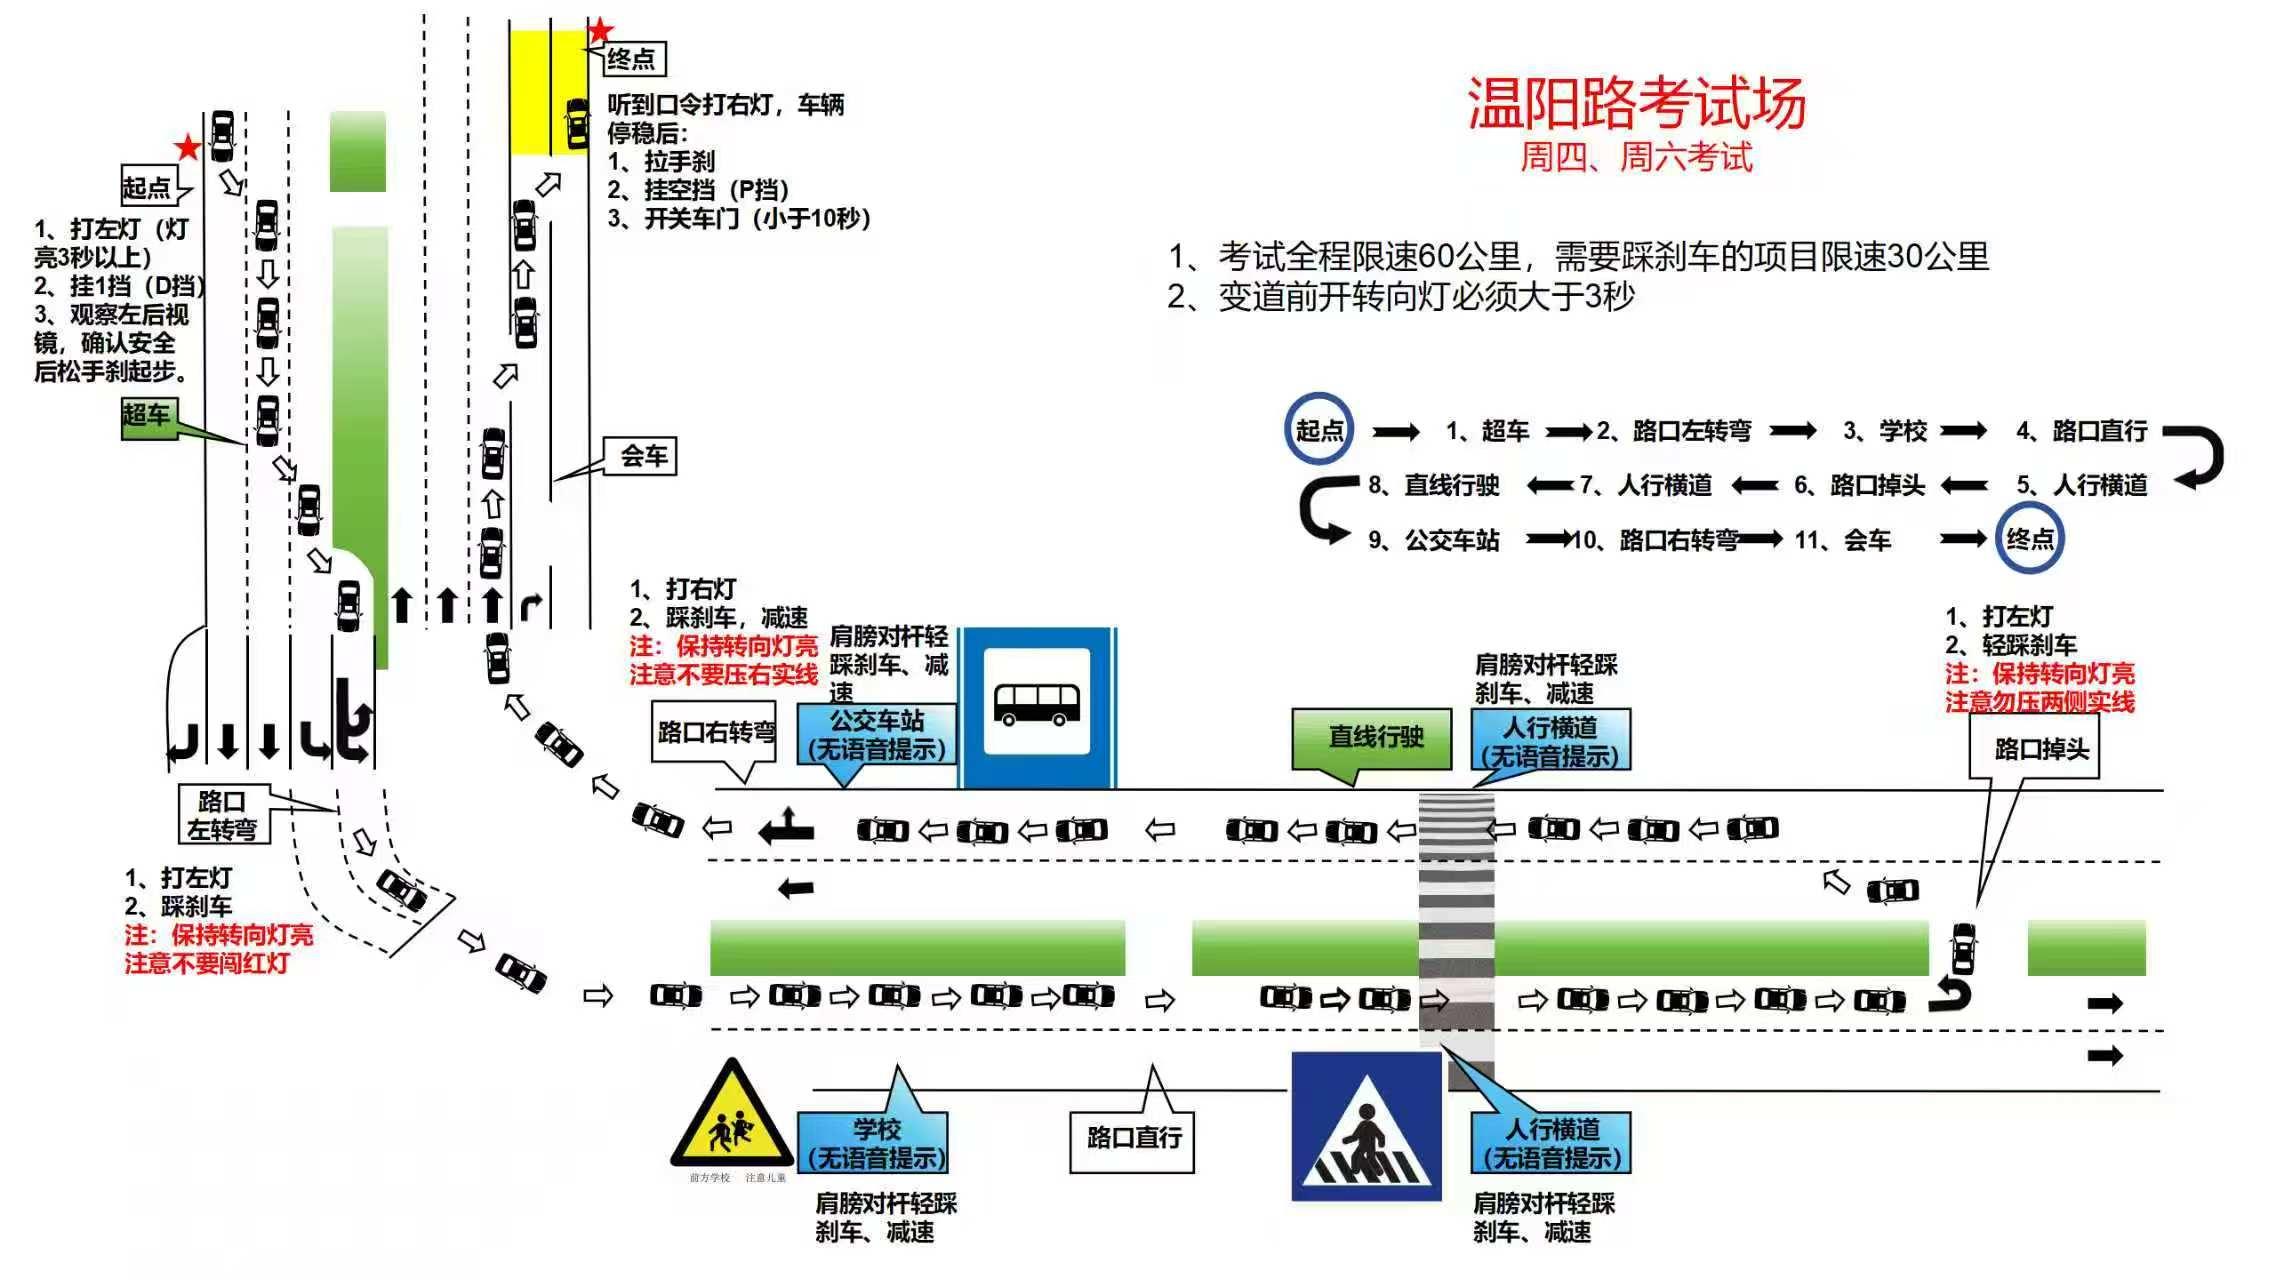 温阳路考试场
周四、周六考试
1、考试全程限速60公里，需要踩刹车的项目限速30公里
2、变道前开转向灯必须大于3秒
起点
1、超车
2、路口左转弯
3、学校
4、路口直行
8、直线行驶
7、人行横道
6、路口掉头
5、人行横道
9、公交车站
10、路口右转弯
11、会车
终点
终点
听到口令打右灯，车辆
停稳后：
1、拉手刹
2、挂空挡（P挡）
3、开关车门（小于10秒）
起点
1、打左灯（灯
亮3秒以上）
2、挂1挡（D挡）
3、观察左后视
镜，确认安全
后松手刹起步。
超车
会车
1、打右灯
2、踩刹车，减速
注：保持转向灯亮
注意不要压右实线
路口右转弯
肩膀对杆轻
踩刹车、减
速
公交车站
（无语音提示）
直线行驶
肩膀对杆轻踩
刹车、减速
人行横道
（无语音提示）
1、打左灯
2、轻踩刹车
注：保持转向灯亮
注意勿压两侧实线
路口掉头
路口
左转弯
1、打左灯
2、踩刹车
注：保持转向灯亮
注意不要闯红灯
前方学校 注意儿童
学校
（无语音提示）
肩膀对杆轻踩
刹车、减速
路口直行
人行横道
（无语音提示）
肩膀对杆轻踩
刹车、减速